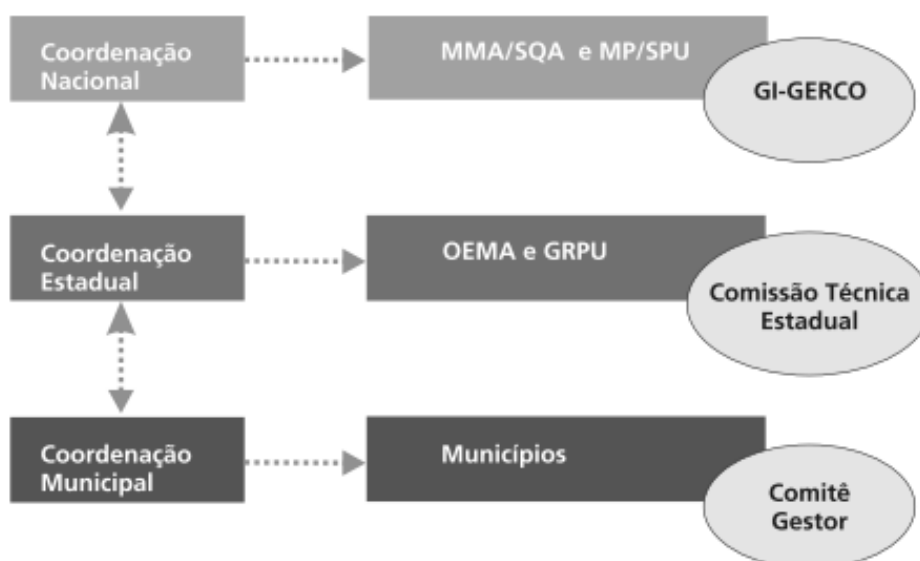 Coordenação
Nacional
MMA/SQA e MP/SPU
GI-GERCO
Coordenação
Estadual
OEMA e GRPU
Comissão Técnica
Estadual
Coordenação
Municipal
Municípios
Comitê
Gestor